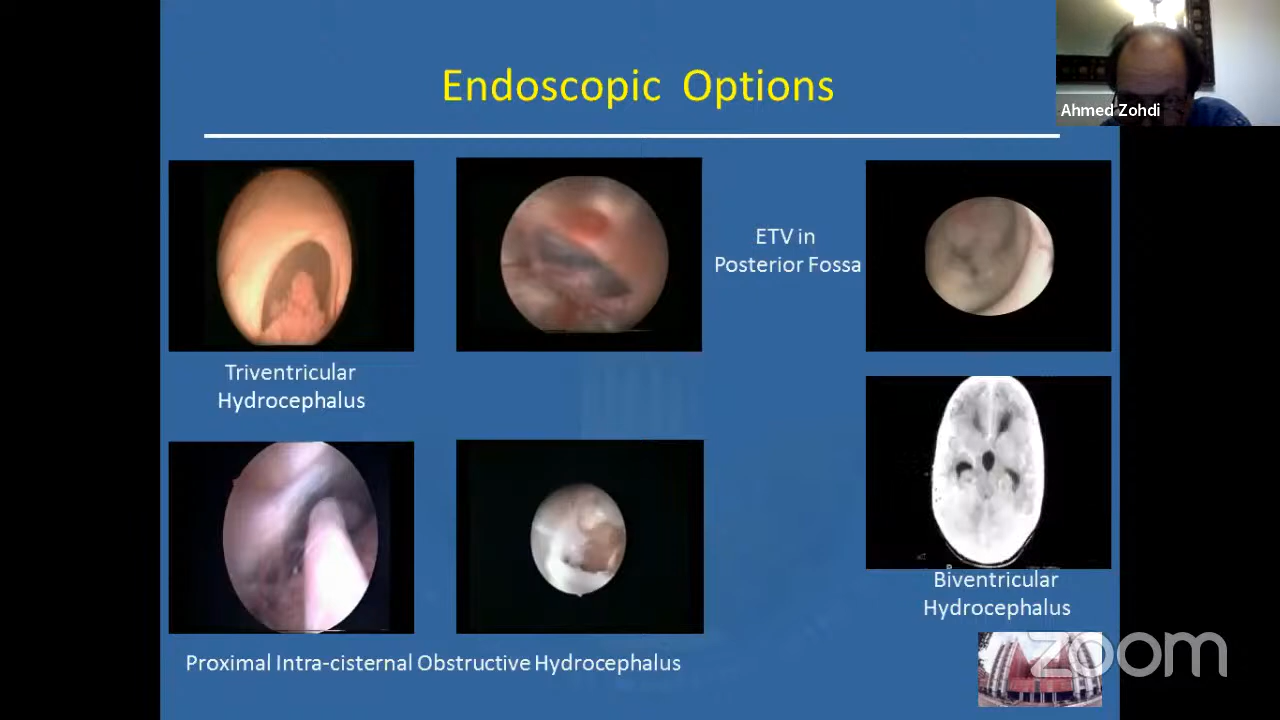 Endoscopic Options
Ahmed Zohdi
ETV in
Posterior Fossa
Triventricular
Hydrocephalus
Biventricular
Hydrocephalus
Proximal Intra-cisternal Obstructive Hydrocephalus
zoom